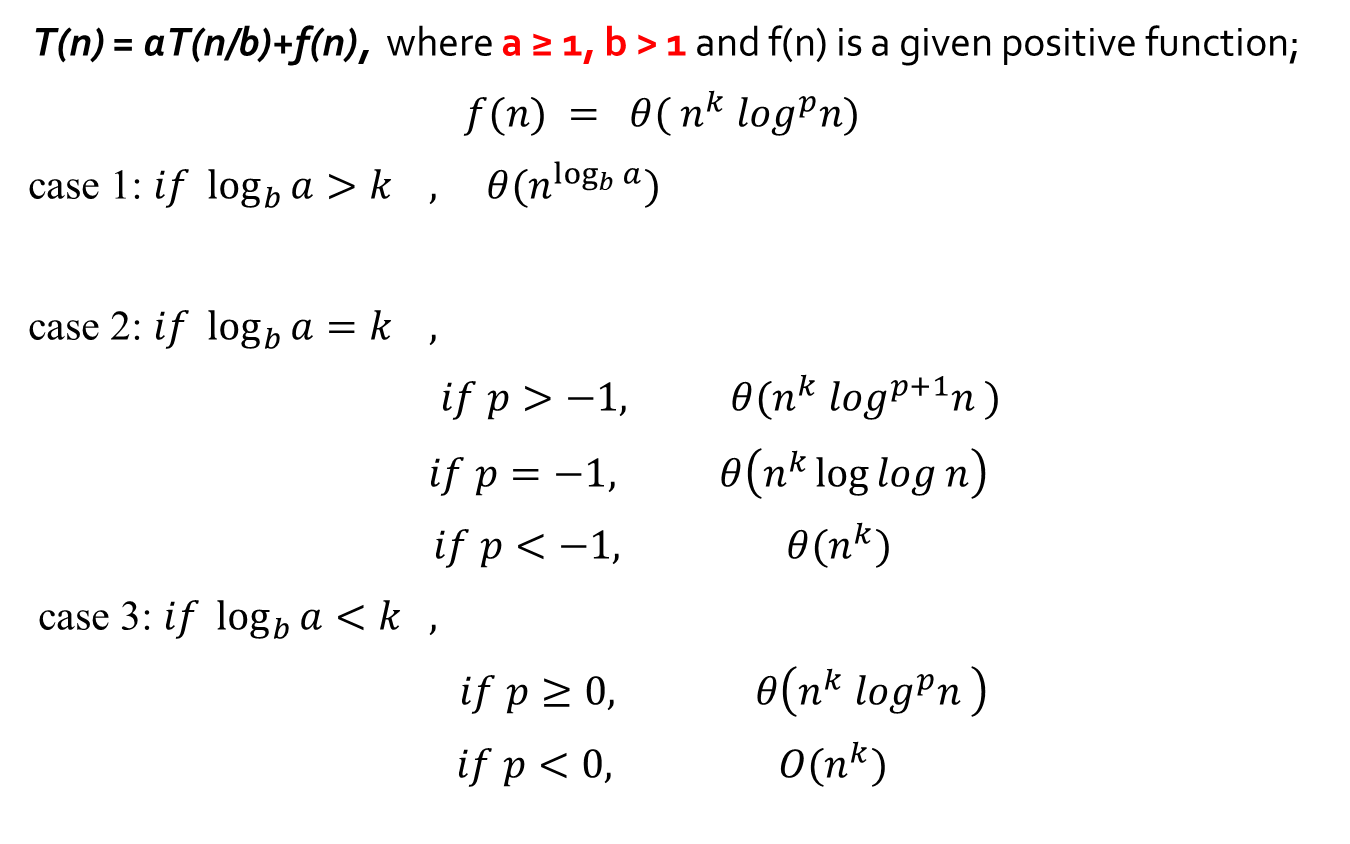 T(n) = aT(n/b)+f(n), where a ≥ 1, b > 1 and f(n) is a given positive function;
f(n) = θ( n^k log^p n)
case 1: if log_b a > k , θ(n^{log_b a})
case 2: if log_b a = k ,
if p > −1, θ(n^k log^{p+1} n )
if p = −1, θ(n^k log log n)
if p < −1, θ(n^k)
case 3: if log_b a < k ,
if p ≥ 0, θ(n^k log^p n )
if p < 0, O(n^k)